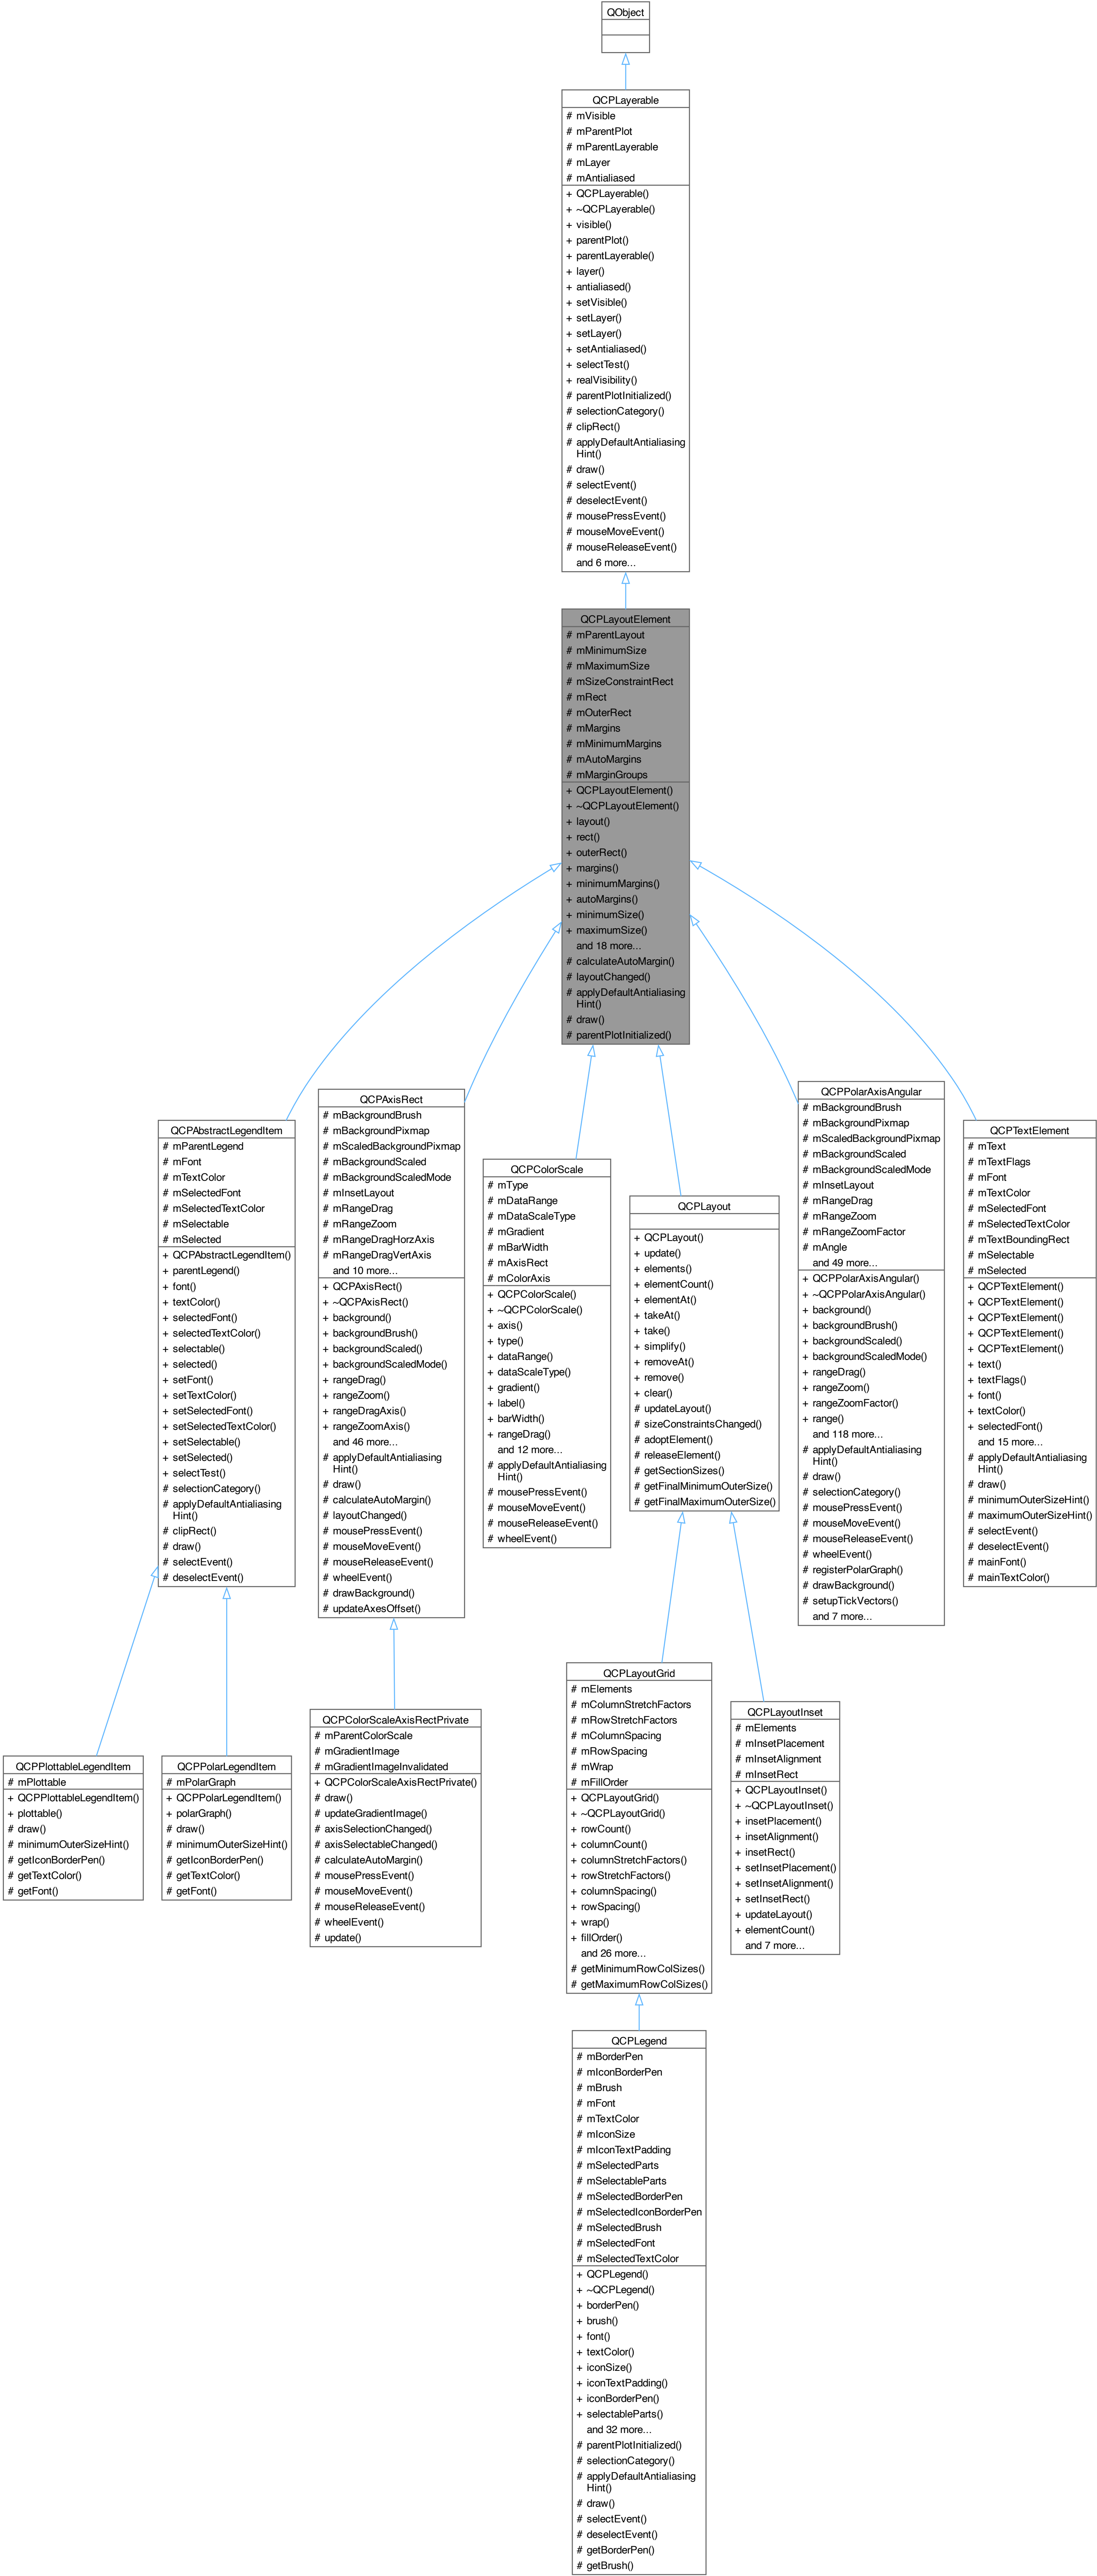 QObject
QCPLayerable
# mVisible
# mParentPlot
# mParentLayerable
# mLayer
# mAntialiased
+ QCPLayerable()
+ ~QCPLayerable()
+ visible()
+ parentPlot()
+ parentLayerable()
+ layer()
+ antialiased()
+ setVisible()
+ setLayer()
+ setLayer()
+ setAntialiased()
+ selectTest()
+ realVisibility()
# parentPlotInitialized()
# selectionCategory()
# clipRect()
# applyDefaultAntialiasing
Hint()
# draw()
# selectEvent()
# deselectEvent()
# mousePressEvent()
# mouseMoveEvent()
# mouseReleaseEvent()
and 6 more...
QCPLayoutElement
# mParentLayout
# mMinimumSize
# mMaximumSize
# mSizeConstraintRect
# mRect
# mOuterRect
# mMargins
# mMinimumMargins
# mAutoMargins
# mMarginGroups
+ QCPLayoutElement()
+ ~QCPLayoutElement()
+ layout()
+ rect()
+ outerRect()
+ margins()
+ minimumMargins()
+ autoMargins()
+ minimumSize()
+ maximumSize()
and 18 more...
# calculateAutoMargin()
# layoutChanged()
# applyDefaultAntialiasing
Hint()
# draw()
# parentPlotInitialized()
QCPAbstractLegendItem
# mParentLegend
# mFont
# mTextColor
# mSelectedFont
# mSelectedTextColor
# mSelectable
# mSelected
+ QCPAbstractLegendItem()
+ parentLegend()
+ font()
+ textColor()
+ selectedFont()
+ selectedTextColor()
+ selectable()
+ selected()
+ setFont()
+ setTextColor()
+ setSelectedFont()
+ setSelectedTextColor()
+ setSelectable()
+ setSelected()
+ selectTest()
# selectionCategory()
# applyDefaultAntialiasing
Hint()
# clipRect()
# draw()
# selectEvent()
# deselectEvent()
QCPAxisRect
# mBackgroundBrush
# mBackgroundPixmap
# mScaledBackgroundPixmap
# mBackgroundScaled
# mBackgroundScaledMode
# mInsetLayout
# mRangeDrag
# mRangeZoom
# mRangeDragHorzAxis
# mRangeDragVertAxis
and 10 more...
+ QCPAxisRect()
+ ~QCPAxisRect()
+ background()
+ backgroundBrush()
+ backgroundScaled()
+ backgroundScaledMode()
+ rangeDrag()
+ rangeZoom()
+ rangeDragAxis()
+ rangeZoomAxis()
and 46 more...
# applyDefaultAntialiasing
Hint()
# draw()
# calculateAutoMargin()
# layoutChanged()
# mousePressEvent()
# mouseMoveEvent()
# mouseReleaseEvent()
# wheelEvent()
# drawBackground()
# updateAxesOffset()
QCPColorScale
# mType
# mDataRange
# mDataScaleType
# mGradient
# mBarWidth
# mAxisRect
# mColorAxis
+ QCPColorScale()
+ ~QCPColorScale()
+ axis()
+ type()
+ dataRange()
+ dataScaleType()
+ gradient()
+ label()
+ barWidth()
+ rangeDrag()
and 12 more...
# applyDefaultAntialiasing
Hint()
# mousePressEvent()
# mouseMoveEvent()
# mouseReleaseEvent()
# wheelEvent()
QCPLayout
+ QCPLayout()
+ update()
+ elements()
+ elementCount()
+ elementAt()
+ takeAt()
+ take()
+ simplify()
+ removeAt()
+ remove()
+ clear()
# updateLayout()
# sizeConstraintsChanged()
# adoptElement()
# releaseElement()
# getSectionSizes()
# getFinalMinimumOuterSize()
# getFinalMaximumOuterSize()
QCPPolarAxisAngular
# mBackgroundBrush
# mBackgroundPixmap
# mScaledBackgroundPixmap
# mBackgroundScaled
# mBackgroundScaledMode
# mInsetLayout
# mRangeDrag
# mRangeZoom
# mRangeZoomFactor
# mAngle
and 49 more...
+ QCPPolarAxisAngular()
+ ~QCPPolarAxisAngular()
+ background()
+ backgroundBrush()
+ backgroundScaled()
+ backgroundScaledMode()
+ rangeDrag()
+ rangeZoom()
+ rangeZoomFactor()
+ range()
and 118 more...
# applyDefaultAntialiasing
Hint()
# draw()
# selectionCategory()
# mousePressEvent()
# mouseMoveEvent()
# mouseReleaseEvent()
# wheelEvent()
# registerPolarGraph()
# drawBackground()
# setupTickVectors()
and 7 more...
QCPTextElement
# mText
# mTextFlags
# mFont
# mTextColor
# mSelectedFont
# mSelectedTextColor
# mTextBoundingRect
# mSelectable
# mSelected
+ QCPTextElement()
+ QCPTextElement()
+ QCPTextElement()
+ QCPTextElement()
+ QCPTextElement()
+ text()
+ textFlags()
+ font()
+ textColor()
+ selectedFont()
and 15 more...
# applyDefaultAntialiasing
Hint()
# draw()
# minimumOuterSizeHint()
# maximumOuterSizeHint()
# selectEvent()
# deselectEvent()
# mainFont()
# mainTextColor()
QCPPlottableLegendItem
# mPlottable
+ QCPPlottableLegendItem()
+ plottable()
# draw()
# minimumOuterSizeHint()
# getIconBorderPen()
# getTextColor()
# getFont()
QCPPolarLegendItem
# mPolarGraph
+ QCPPolarLegendItem()
+ polarGraph()
# draw()
# minimumOuterSizeHint()
# getIconBorderPen()
# getTextColor()
# getFont()
QCPColorScaleAxisRectPrivate
# mParentColorScale
# mGradientImage
# mGradientImageInvalidated
+ QCPColorScaleAxisRectPrivate()
# draw()
# updateGradientImage()
# axisSelectionChanged()
# axisSelectableChanged()
# calculateAutoMargin()
# mousePressEvent()
# mouseMoveEvent()
# mouseReleaseEvent()
# wheelEvent()
# update()
QCPLayoutGrid
# mElements
# mColumnStretchFactors
# mRowStretchFactors
# mColumnSpacing
# mRowSpacing
# mWrap
# mFillOrder
+ QCPLayoutGrid()
+ ~QCPLayoutGrid()
+ rowCount()
+ columnCount()
+ columnStretchFactors()
+ rowStretchFactors()
+ columnSpacing()
+ rowSpacing()
+ wrap()
+ fillOrder()
and 26 more...
# getMinimumRowColSizes()
# getMaximumRowColSizes()
QCPLayoutInset
# mElements
# mInsetPlacement
# mInsetAlignment
# mInsetRect
+ QCPLayoutInset()
+ ~QCPLayoutInset()
+ insetPlacement()
+ insetAlignment()
+ insetRect()
+ setInsetPlacement()
+ setInsetAlignment()
+ setInsetRect()
+ updateLayout()
+ elementCount()
and 7 more...
QCPLegend
# mBorderPen
# mIconBorderPen
# mBrush
# mFont
# mTextColor
# mIconSize
# mIconTextPadding
# mSelectedParts
# mSelectableParts
# mSelectedBorderPen
# mSelectedIconBorderPen
# mSelectedBrush
# mSelectedFont
# mSelectedTextColor
+ QCPLegend()
+ ~QCPLegend()
+ borderPen()
+ brush()
+ font()
+ textColor()
+ iconSize()
+ iconTextPadding()
+ iconBorderPen()
+ selectableParts()
and 32 more...
# parentPlotInitialized()
# selectionCategory()
# applyDefaultAntialiasing
Hint()
# draw()
# selectEvent()
# deselectEvent()
# getBorderPen()
# getBrush()